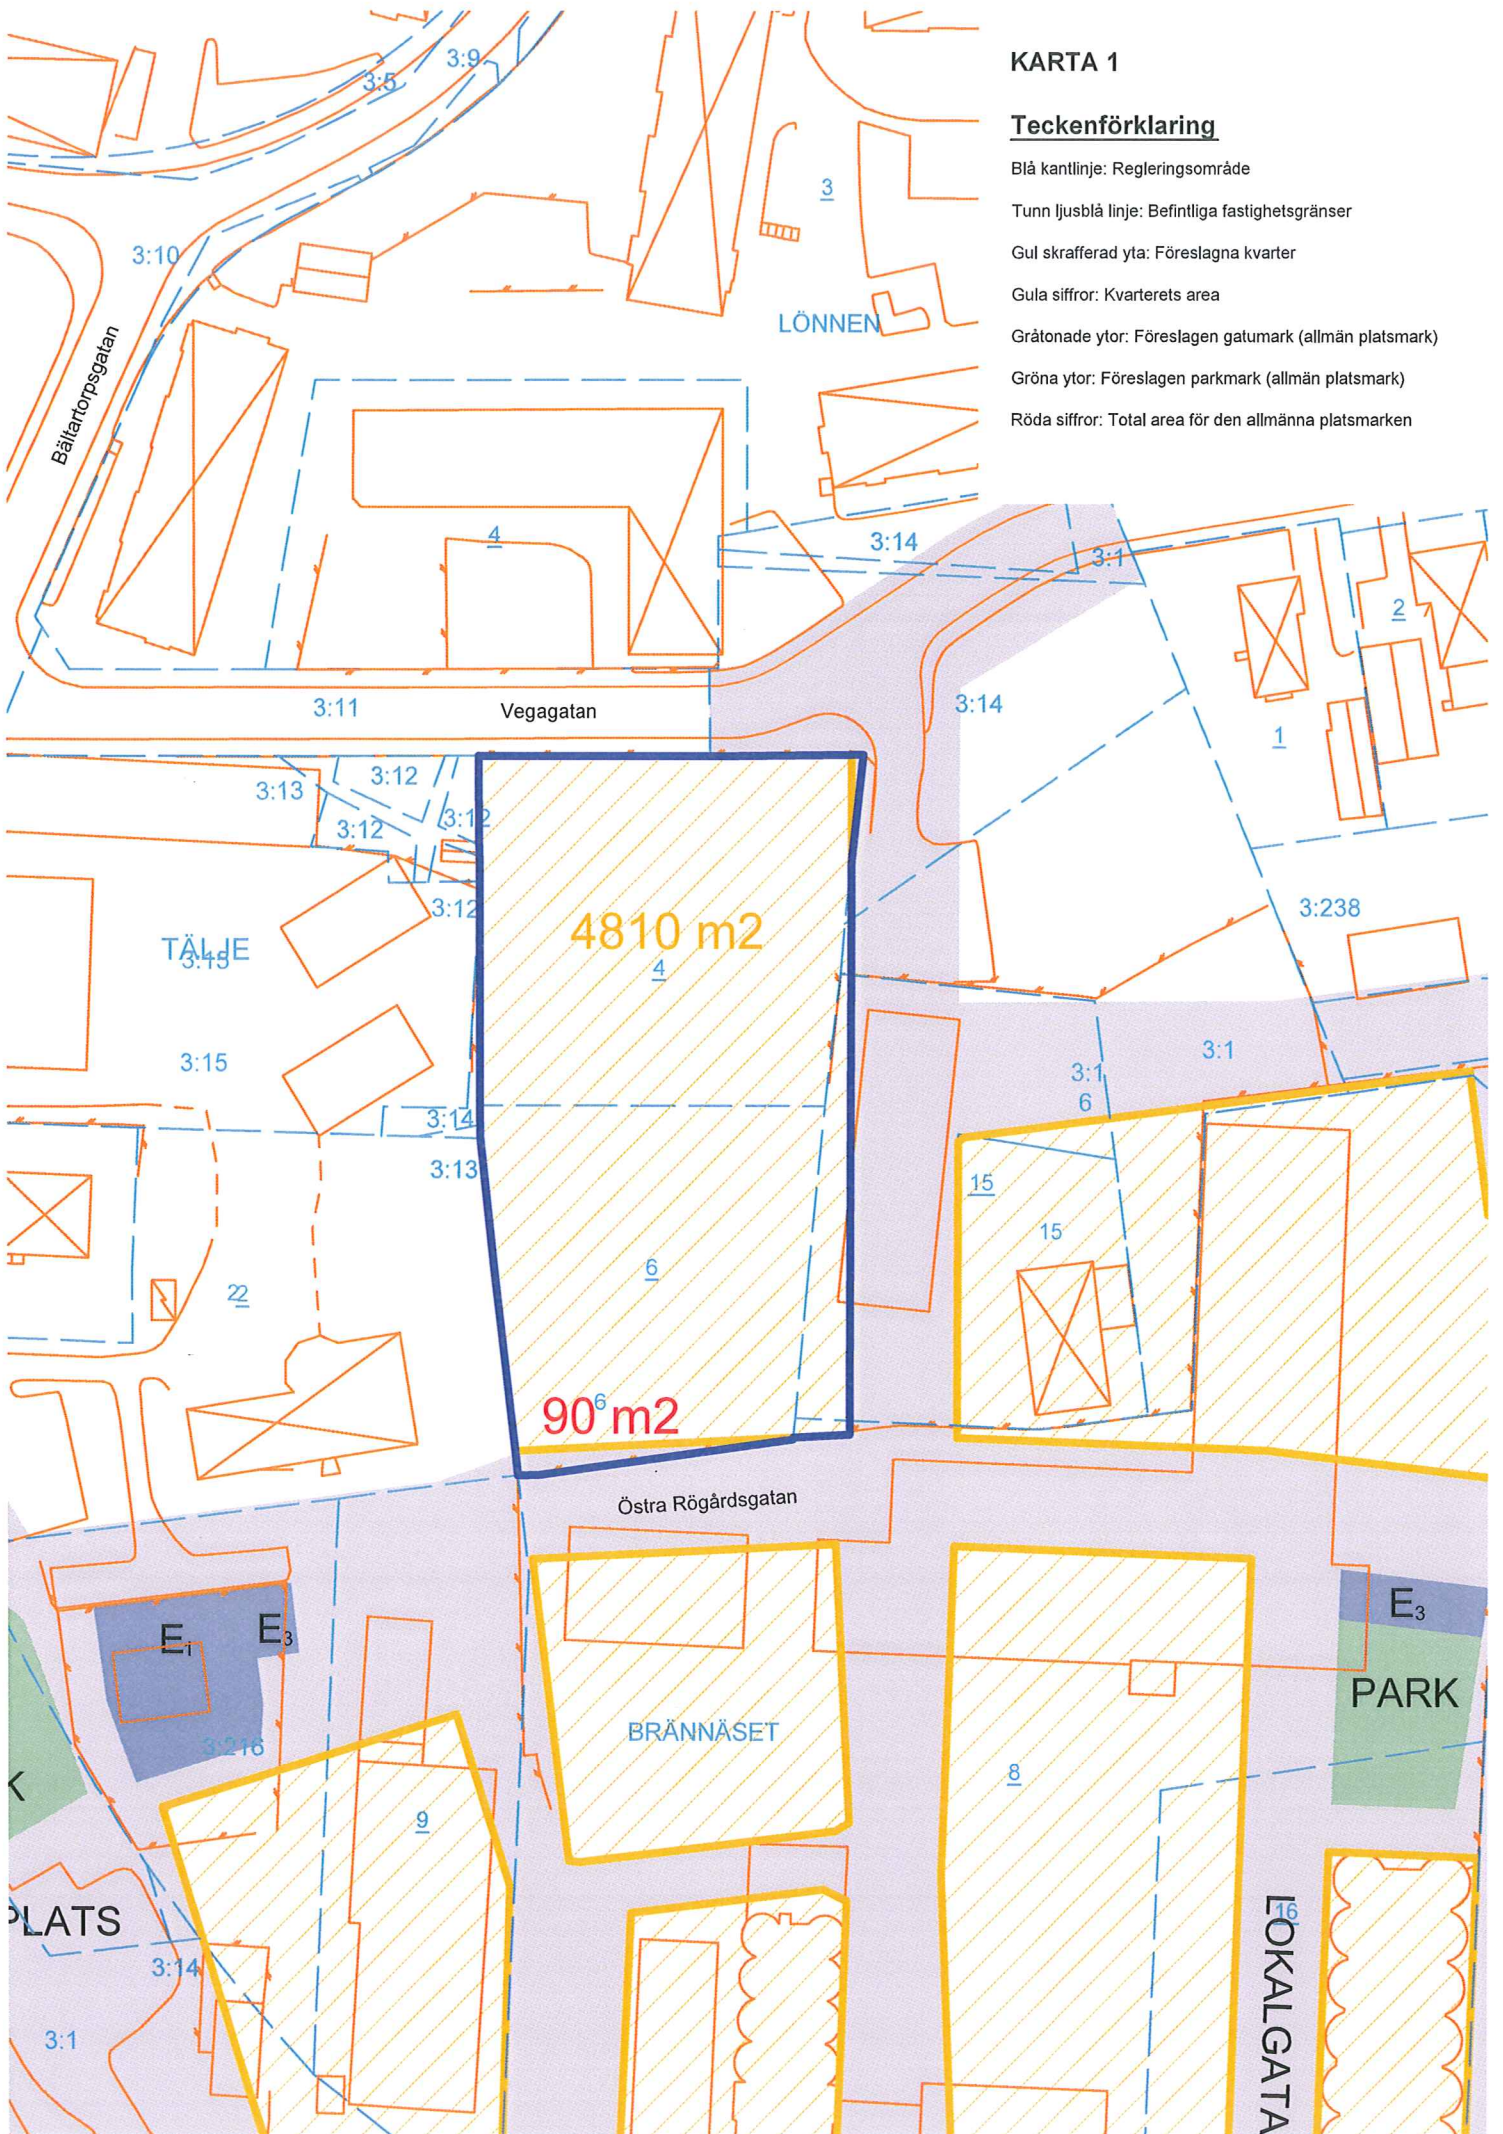 KARTA 1
Teckenförklaring
Blå kantlinje: Regleringsområde
Tunn ljusblå linje: Befintliga fastighetsgränser
Gul skrafferad yta: Föreslagna kvarter
Gula siffror: Kvarterets area
Gråtonade ytor: Föreslagen gatumark (allmän platsmark)
Gröna ytor: Föreslagen parkmark (allmän platsmark)
Röda siffror: Total area för den allmänna platsmarken
3:9
3:5
3
3:10
LÖNNEN
Bältartorpsgatan
4
3:14
3:1
2
3:11
Vegagatan
3:14
1
3:12
3:13
3:12
3:12
3:12
3:238
4810 m2
TÄLJE
4
3:15
3:1
3:1
3:14
6
3:13
15
15
6
22
90 m2
6
Östra Rögårdsgatan
E1
E3
E3
PARK
BRÄNNÄSET
3:216
8
K
9
PLATS
16
LOKALGATA
3:14
3:1